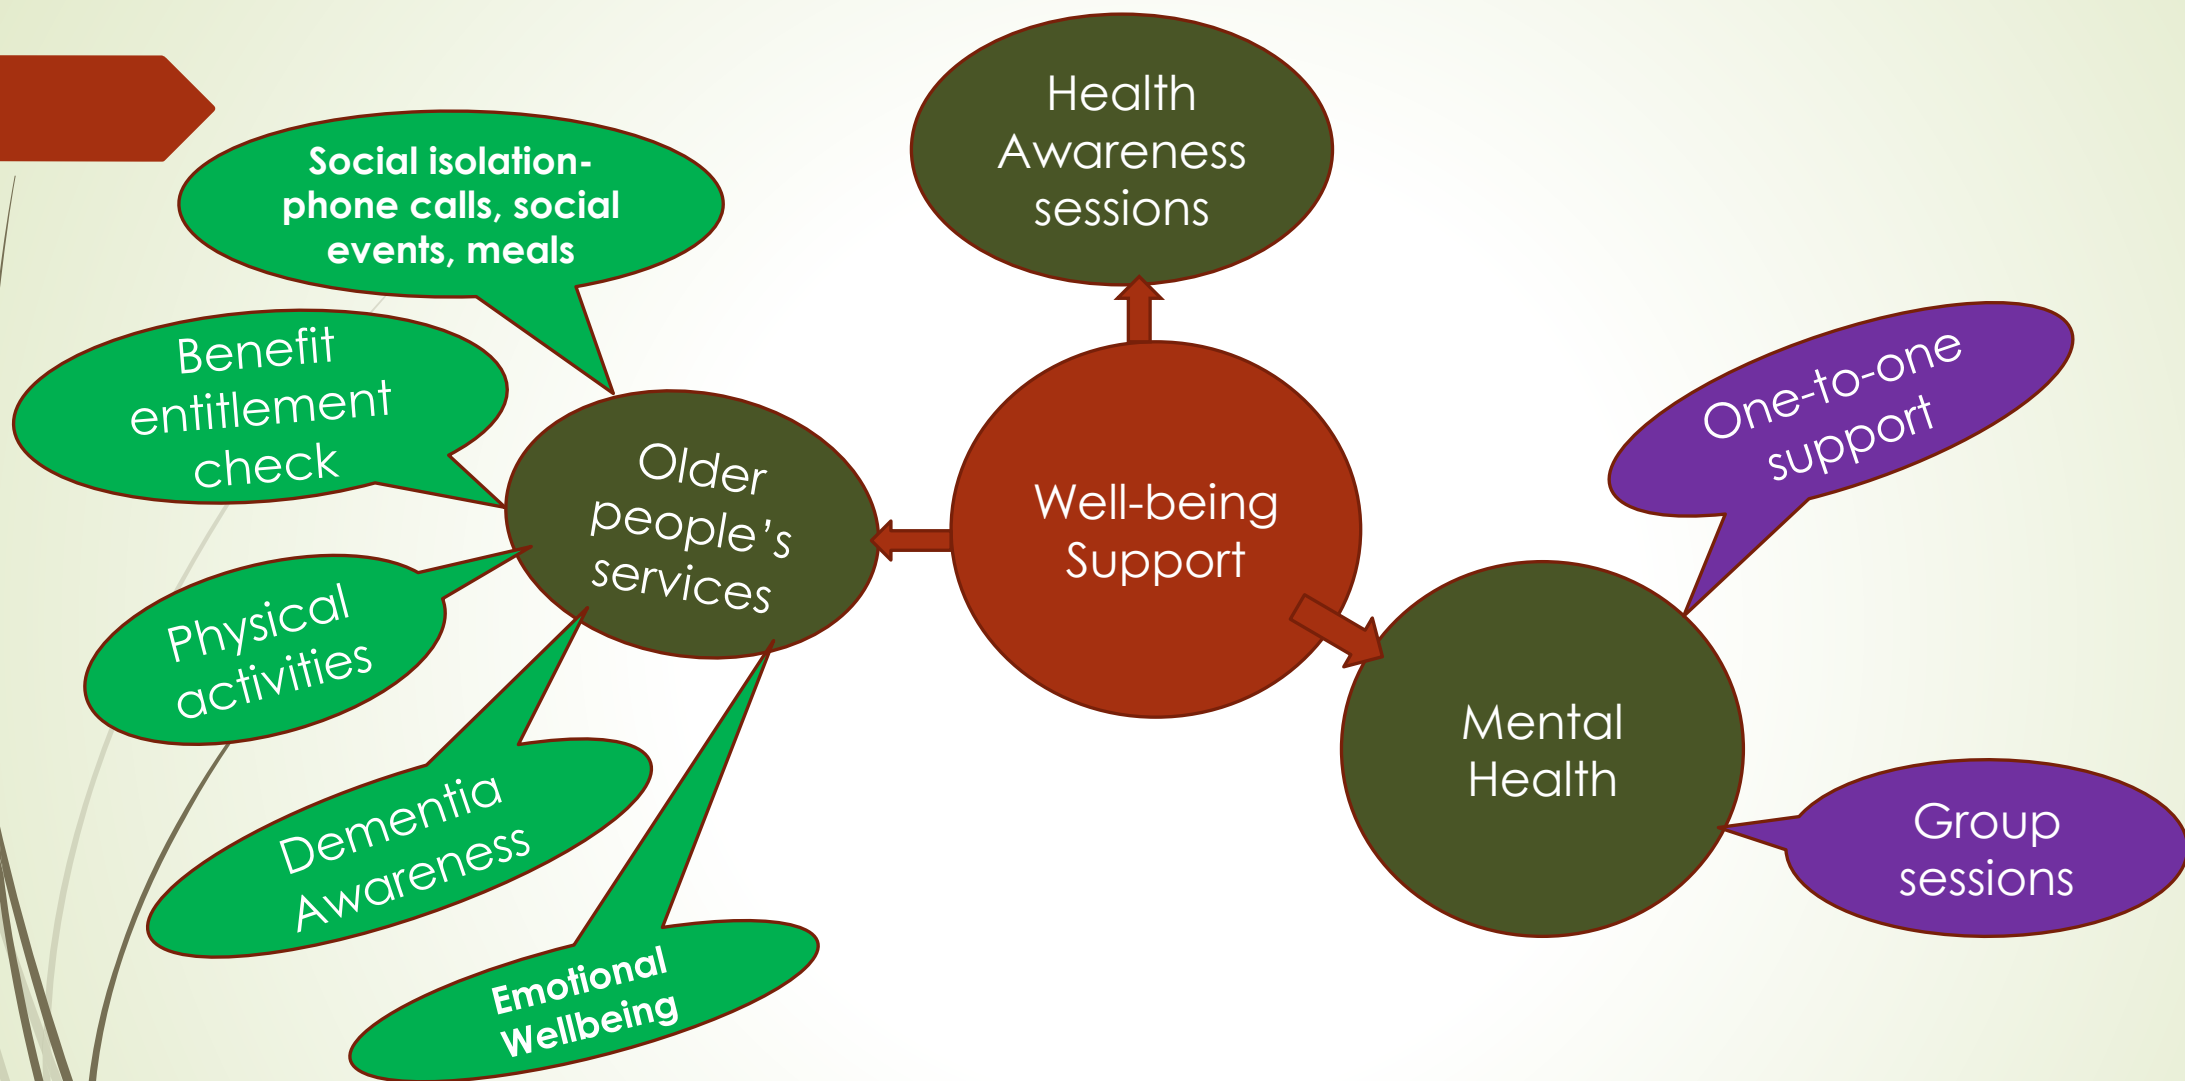 Health
Awareness
sessions
Social isolation-
phone calls, social
events, meals
Benefit
entitlement
check
Older
people’s
services
Well-being
Support
One-to-one
support
Physical
activities
Mental
Health
Dementia
Awareness
Group
sessions
Emotional
Wellbeing